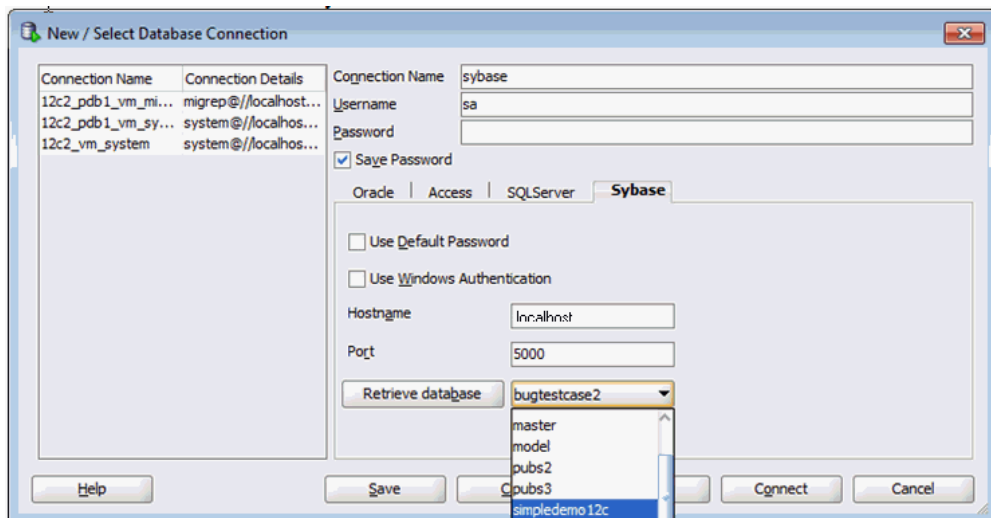 New / Select Database Connection
Connection Name Connection Details
12c2_pdb1_vm_mi... migrep@//localhost...
12c2_pdb1_vm_sy... system@//localhos...
12c2_vm_system system@//localhos...
Connection Name sybase
Username sa
Password
Save Password
Oracle Access SQLServer Sybase
Use Default Password
Use Windows Authentication
Hostname localhost
Port 5000
Retrieve database bugtestcase2
master
model
pubs2
pubs3
simpledemo12c
Help Save Connect Cancel